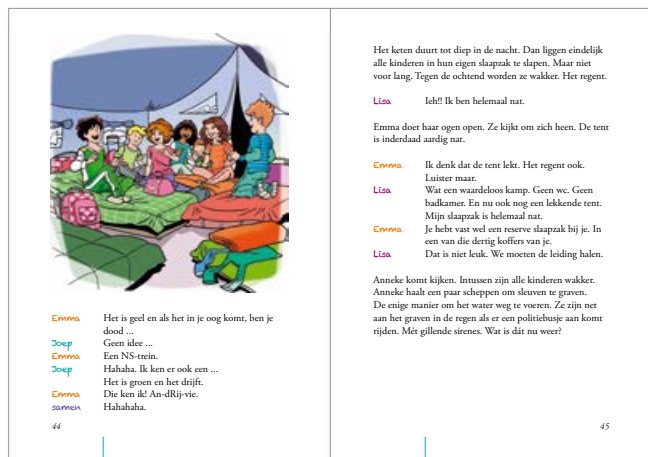 Emma Het is geel en als het in je oog komt, ben je
dood ...
Joep Geen idee ...
Emma Een NS-trein.
Joep Hahaha. Ik ken er ook een ...
Het is groen en het drijft.
Emma Die ken ik! An-dRij-vie.
samen Hahahaha.
44
Het keten duurt tot diep in de nacht. Dan liggen eindelijk
alle kinderen in hun eigen slaapzak te slapen. Maar niet
voor lang. Tegen de ochtend worden ze wakker. Het regent.
Lisa Ieh!! Ik ben helemaal nat.
Emma doet haar ogen open. Ze kijkt om zich heen. De tent
is inderdaad aardig nat.
Emma Ik denk dat de tent lekt. Het regent ook.
Luister maar.
Lisa Wat een waardeloos kamp. Geen wc. Geen
badkamer. En nu ook nog een lekkende tent.
Mijn slaapzak is helemaal nat.
Emma Je hebt vast wel een reserve slaapzak bij je. In
een van die dertig koffers van je.
Lisa Dat is niet leuk. We moeten de leiding halen.
Anneke komt kijken. Intussen zijn alle kinderen wakker.
Anneke haalt een paar scheppen om sleuven te graven.
De enige manier om het water weg te voeren. Ze zijn net
aan het graven in de regen als er een politiebusje aan komt
rijden. Mét gillende sirenes. Wat is dát nu weer?
45